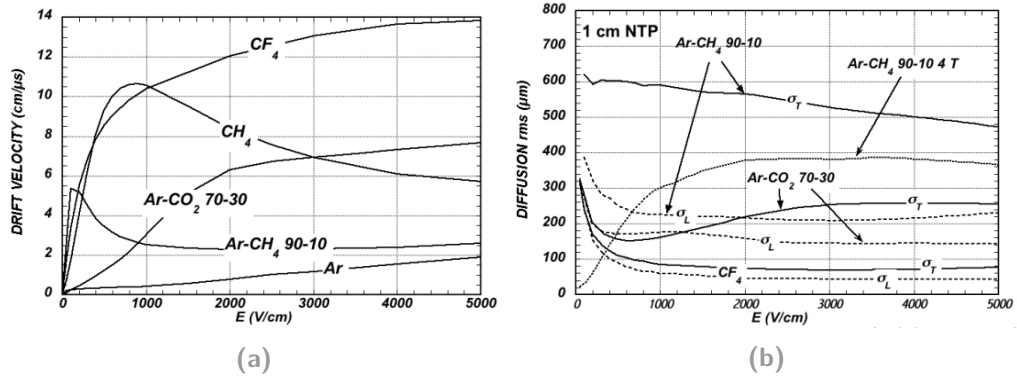 14
12
10
8
6
4
2
0
DRIFT VELOCITY (cm/μs)
CF4
CH4
Ar-CO2 70-30
Ar-CH4 90-10
Ar
0 1000 2000 3000 4000 5000
E (V/cm)
(a)
800
700
600
500
400
300
200
100
0
DIFFUSION rms (μm)
1 cm NTP
Ar-CH4 90-10
Ar-CH4 90-10 4 T
σT
Ar-CO2 70-30
σL
σT
σL
CF4
σT
σL
0 1000 2000 3000 4000 5000
E (V/cm)
(b)